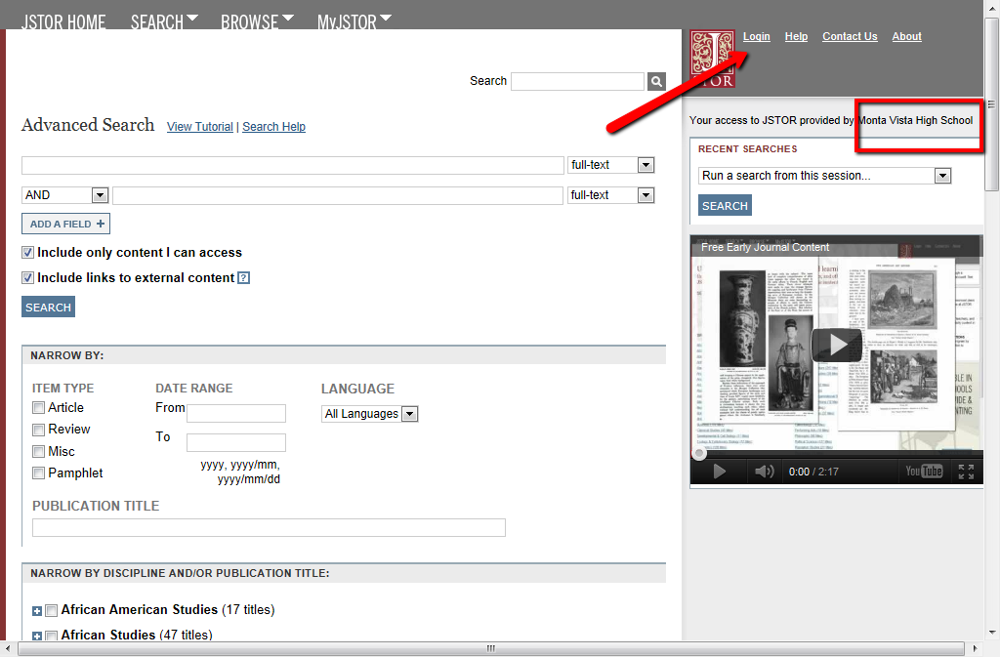 JSTOR HOME SEARCH BROWSE MyJSTOR
Login Help Contact Us About
JSTOR
Search
Advanced Search View Tutorial | Search Help
full-text
AND full-text
ADD A FIELD +
Include only content I can access
Include links to external content ?
SEARCH
NARROW BY:
ITEM TYPE DATE RANGE LANGUAGE
Article From All Languages
Review To
Misc
Pamphlet
yyyy, yyyy/mm,
yyyy/mm/dd
PUBLICATION TITLE
NARROW BY DISCIPLINE AND/OR PUBLICATION TITLE:
African American Studies (17 titles)
African Studies (47 titles)
Your access to JSTOR provided by Monta Vista High School
RECENT SEARCHES
Run a search from this session...
SEARCH
Free Early Journal Content
0:00 / 2:17 YouTube